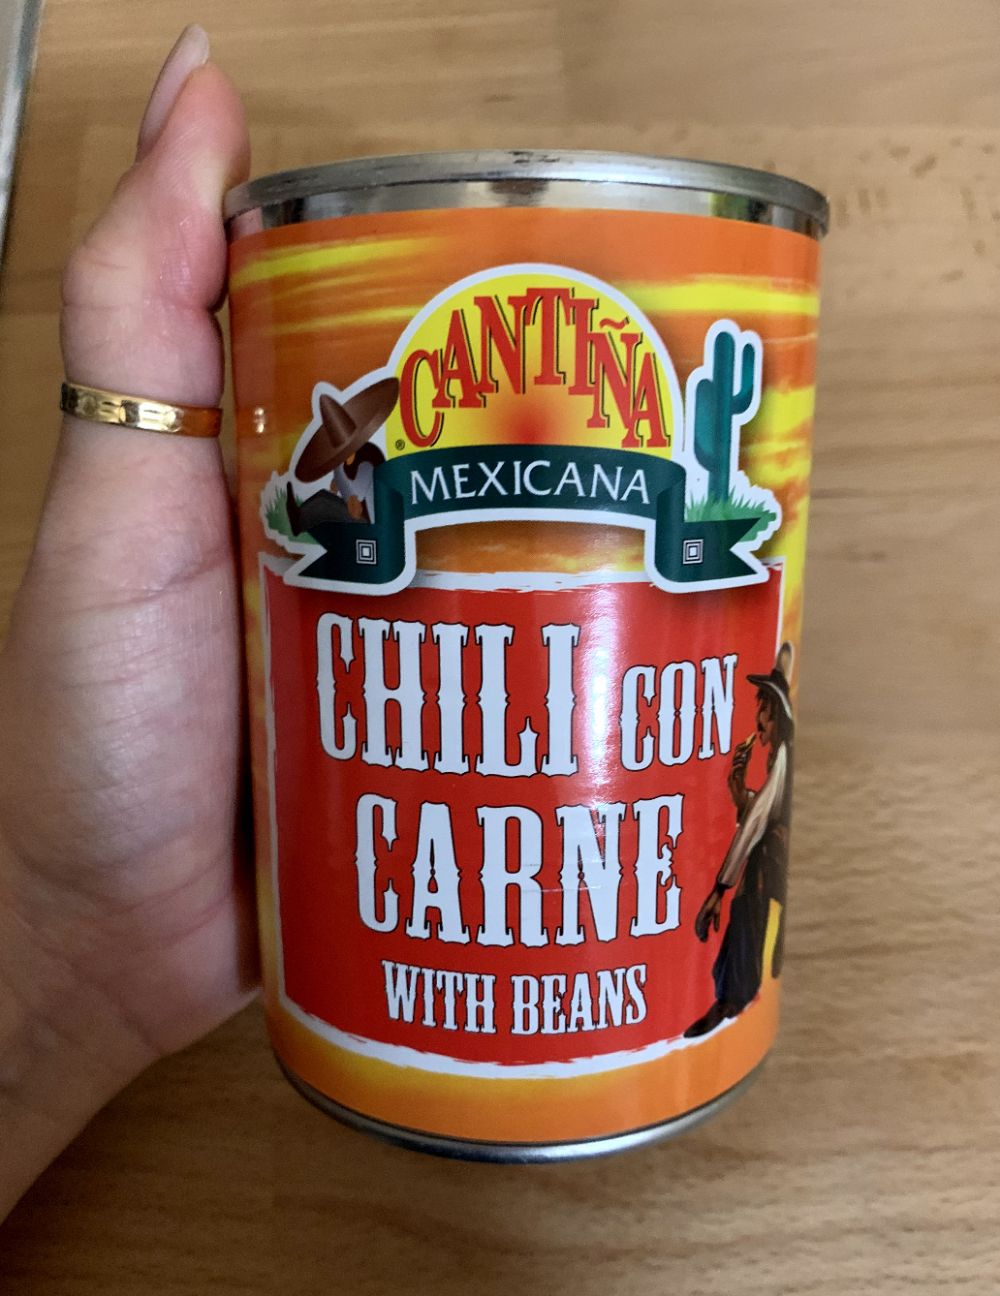 CANTIÑA
®
MEXICANA
CHILI CON
CARNE
WITH BEANS